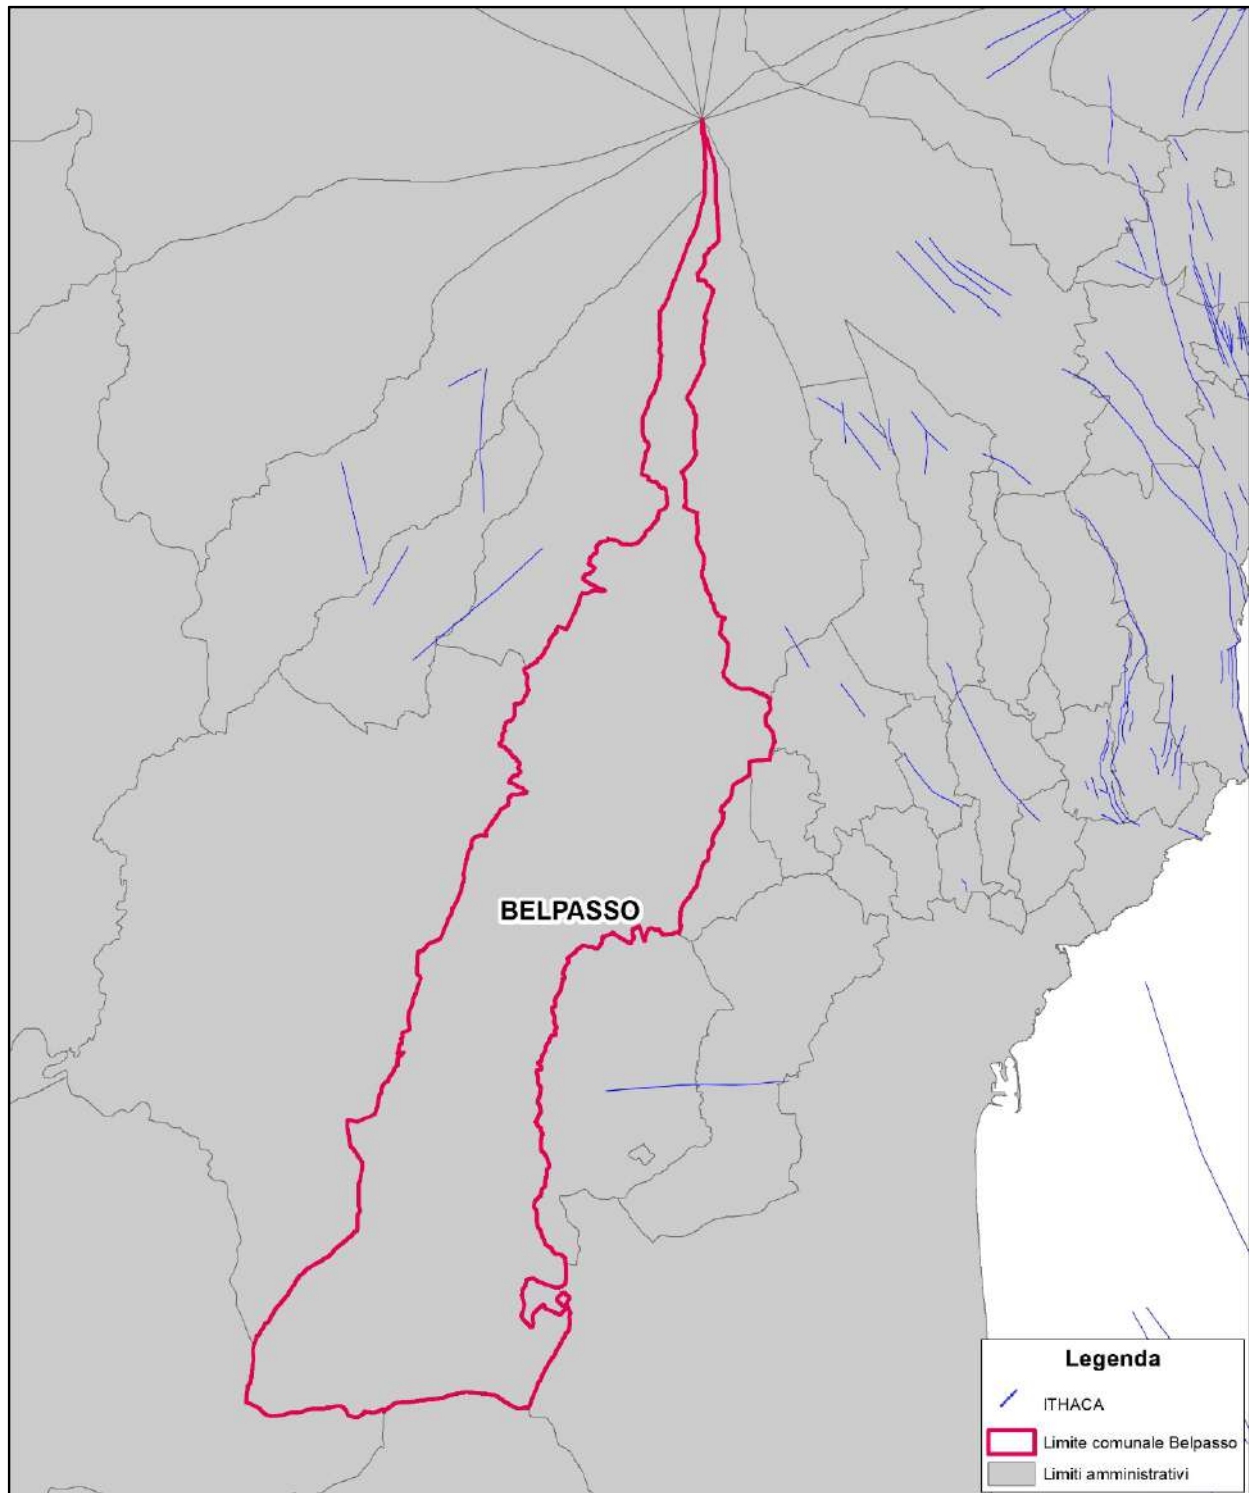 BELPASSO
Legenda
ITHACA
Limite comunale Belpasso
Limiti amministrativi